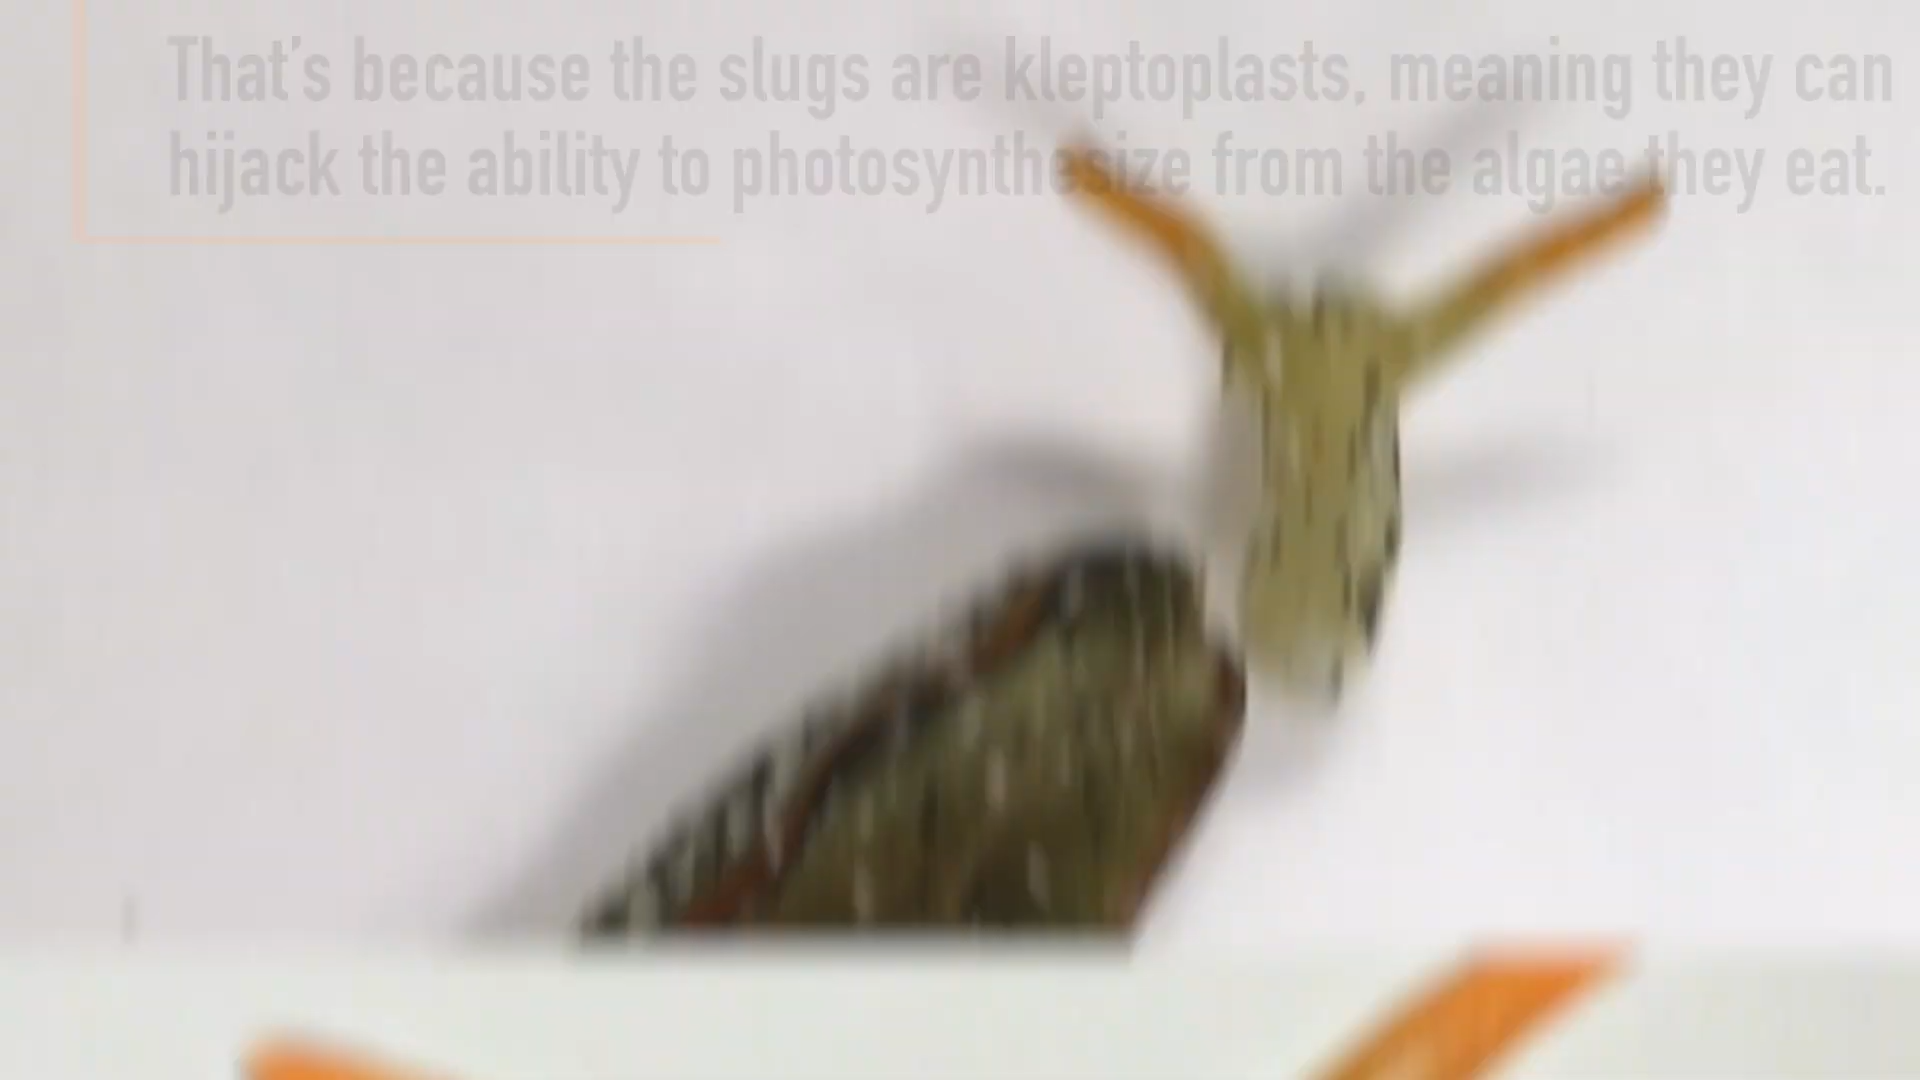 That's because the slugs are kleptoplasts, meaning they can
hijack the ability to photosynthesize from the algae they eat.